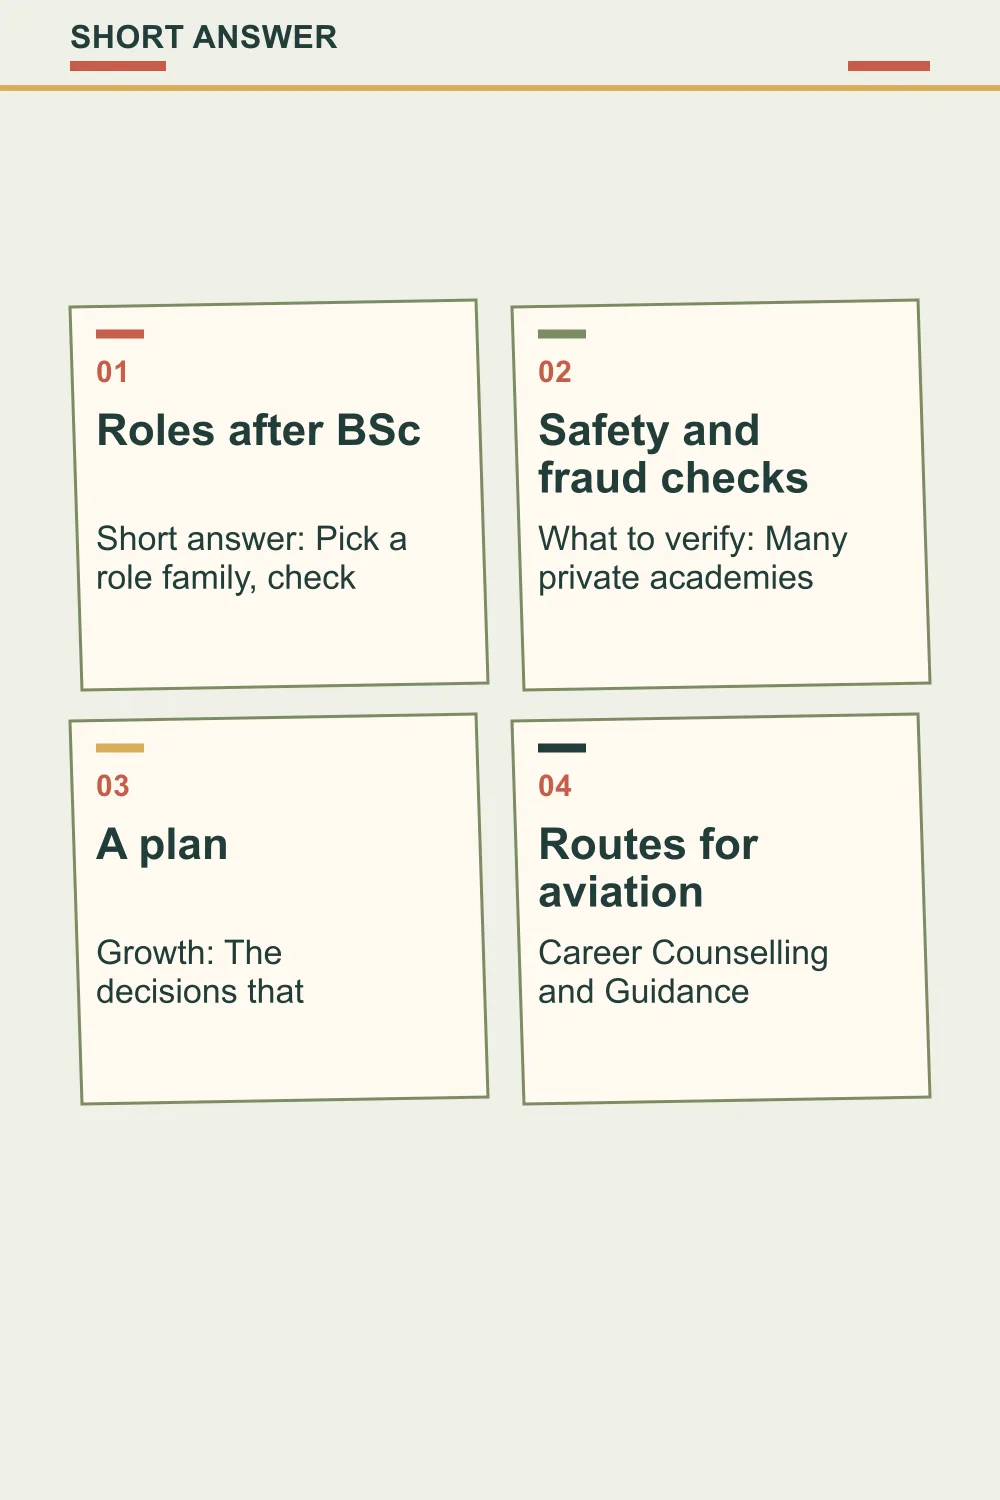 SHORT ANSWER
01
Roles after BSc
Short answer: Pick a
role family, check
02
Safety and
fraud checks
What to verify: Many
private academies
03
A plan
Growth: The
decisions that
04
Routes for
aviation
Career Counselling
and Guidance